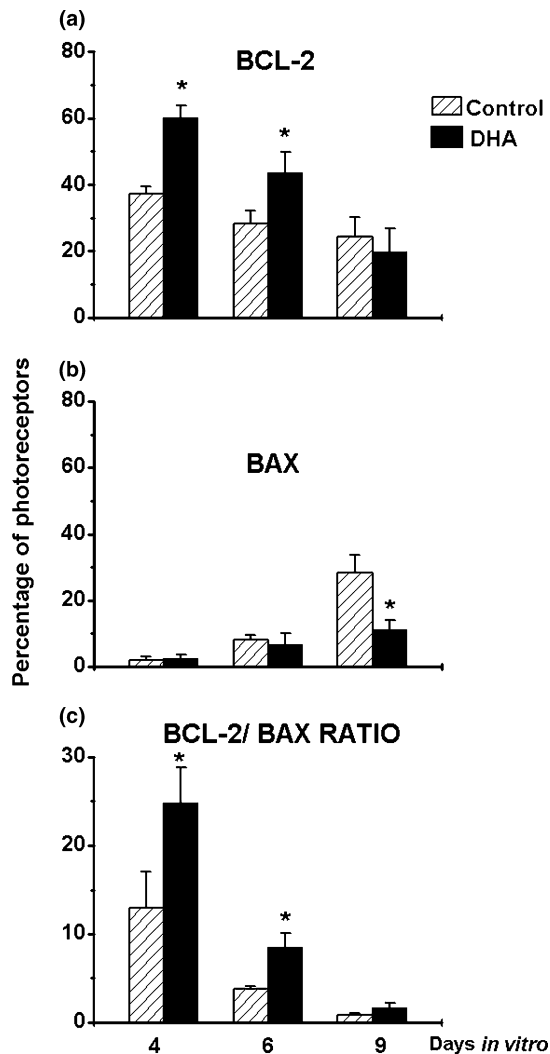 (a)
BCL-2
80
60
40
20
0
* *
Control
DHA
(b)
BAX
80
60
40
20
0
*
Percentage of photoreceptors
(c)
BCL-2/ BAX RATIO
30
20
10
0
* *
4 6 9 Days in vitro